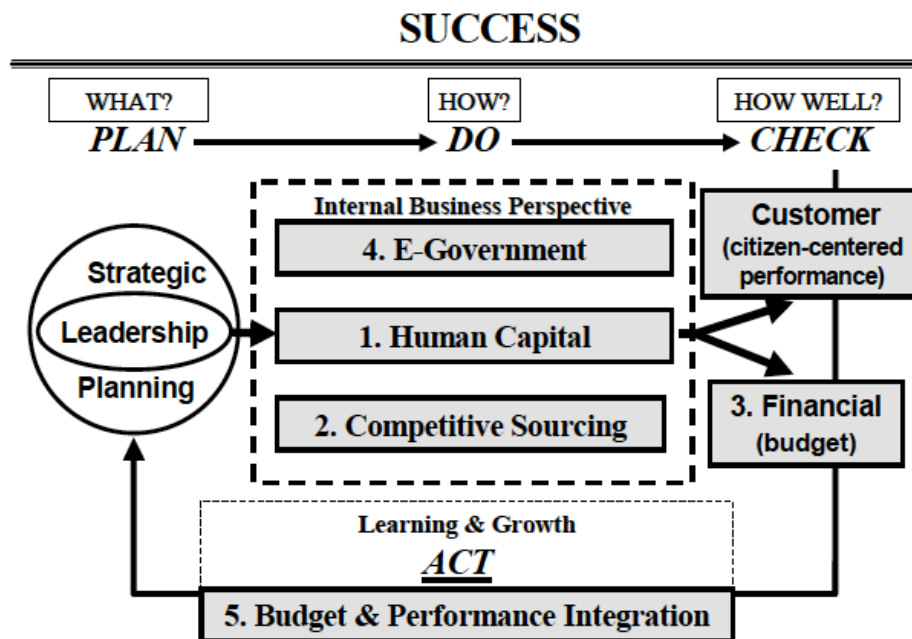 SUCCESS
WHAT?
HOW?
HOW WELL?
PLAN
DO
CHECK
Strategic
Leadership
Planning
Internal Business Perspective
4. E-Government
1. Human Capital
2. Competitive Sourcing
Customer
(citizen-centered
performance)
3. Financial
(budget)
Learning & Growth
ACT
5. Budget & Performance Integration